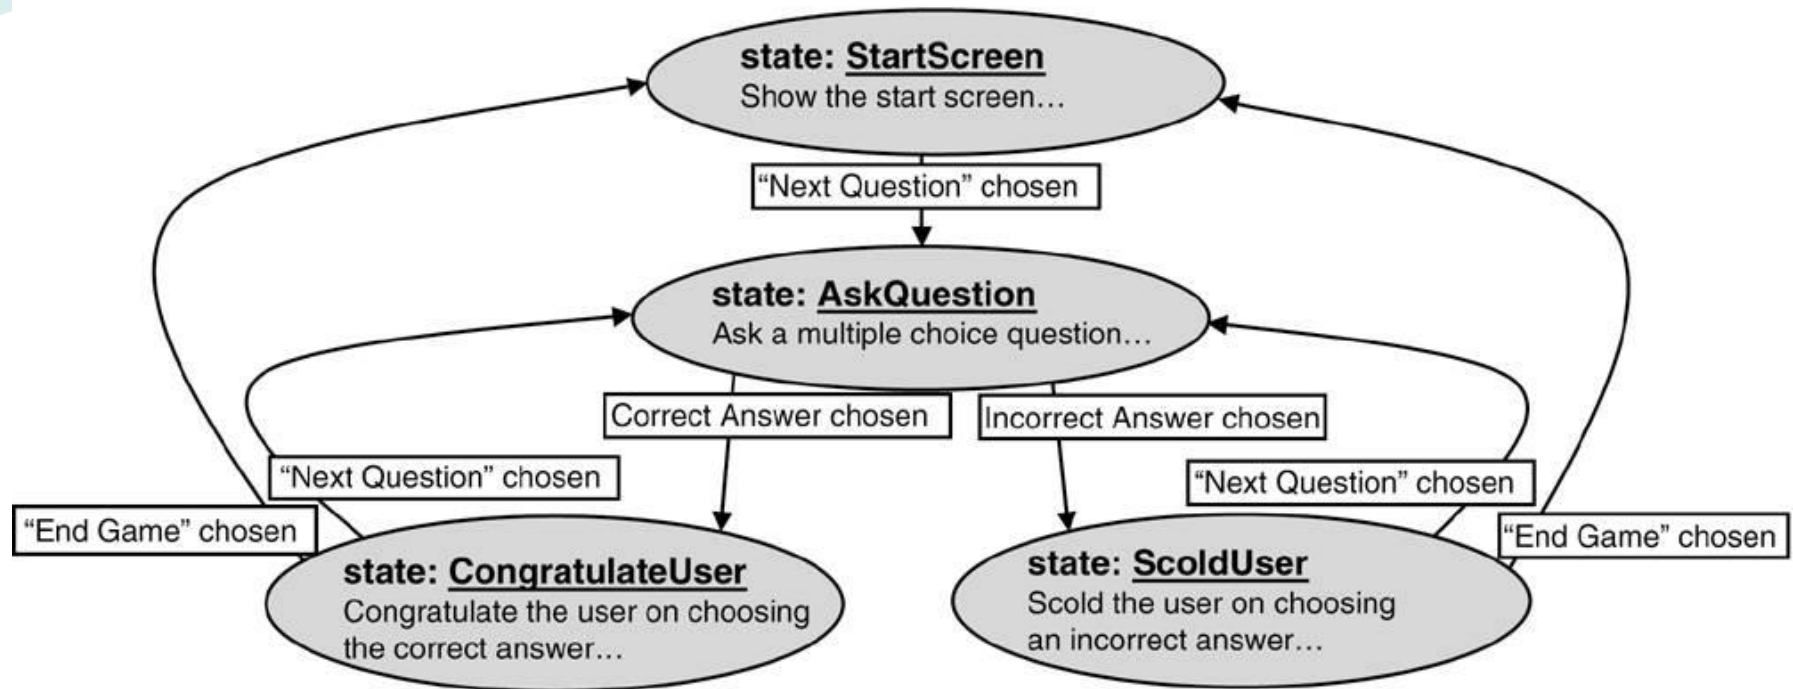 state: StartScreen
Show the start screen…
“Next Question” chosen
state: AskQuestion
Ask a multiple choice question…
Correct Answer chosen
Incorrect Answer chosen
“Next Question” chosen
“Next Question” chosen
“End Game” chosen
“End Game” chosen
state: CongratulateUser
Congratulate the user on choosing
the correct answer…
state: ScoldUser
Scold the user on choosing
an incorrect answer…